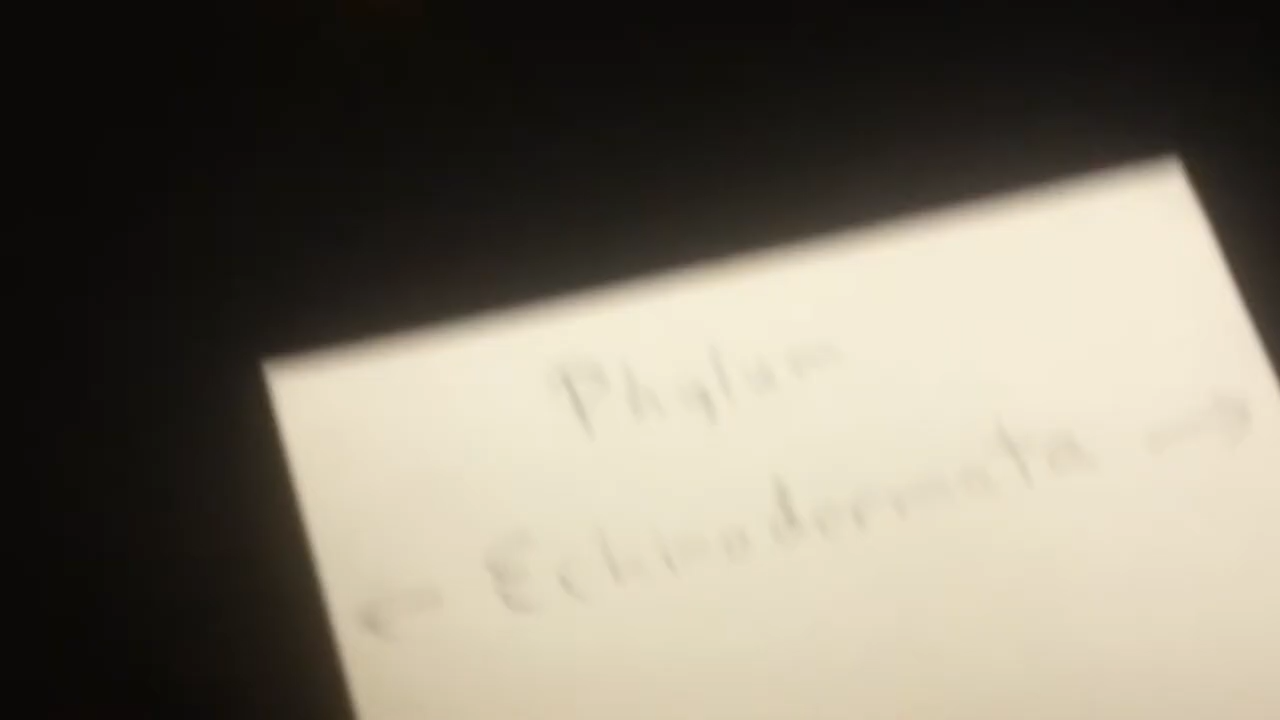 Phylum
← Echinodermata →